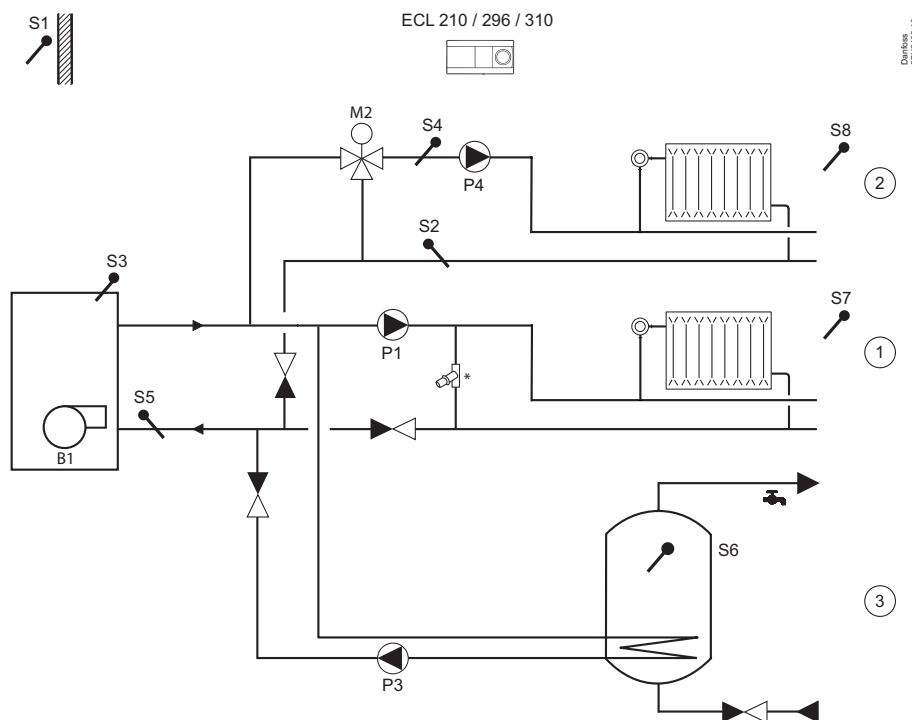 S1
ECL 210 / 296 / 310
Danfoss
M2
S4
S8
P4
2
S2
S3
S7
P1
1
*
S5
B1
S6
3
P3